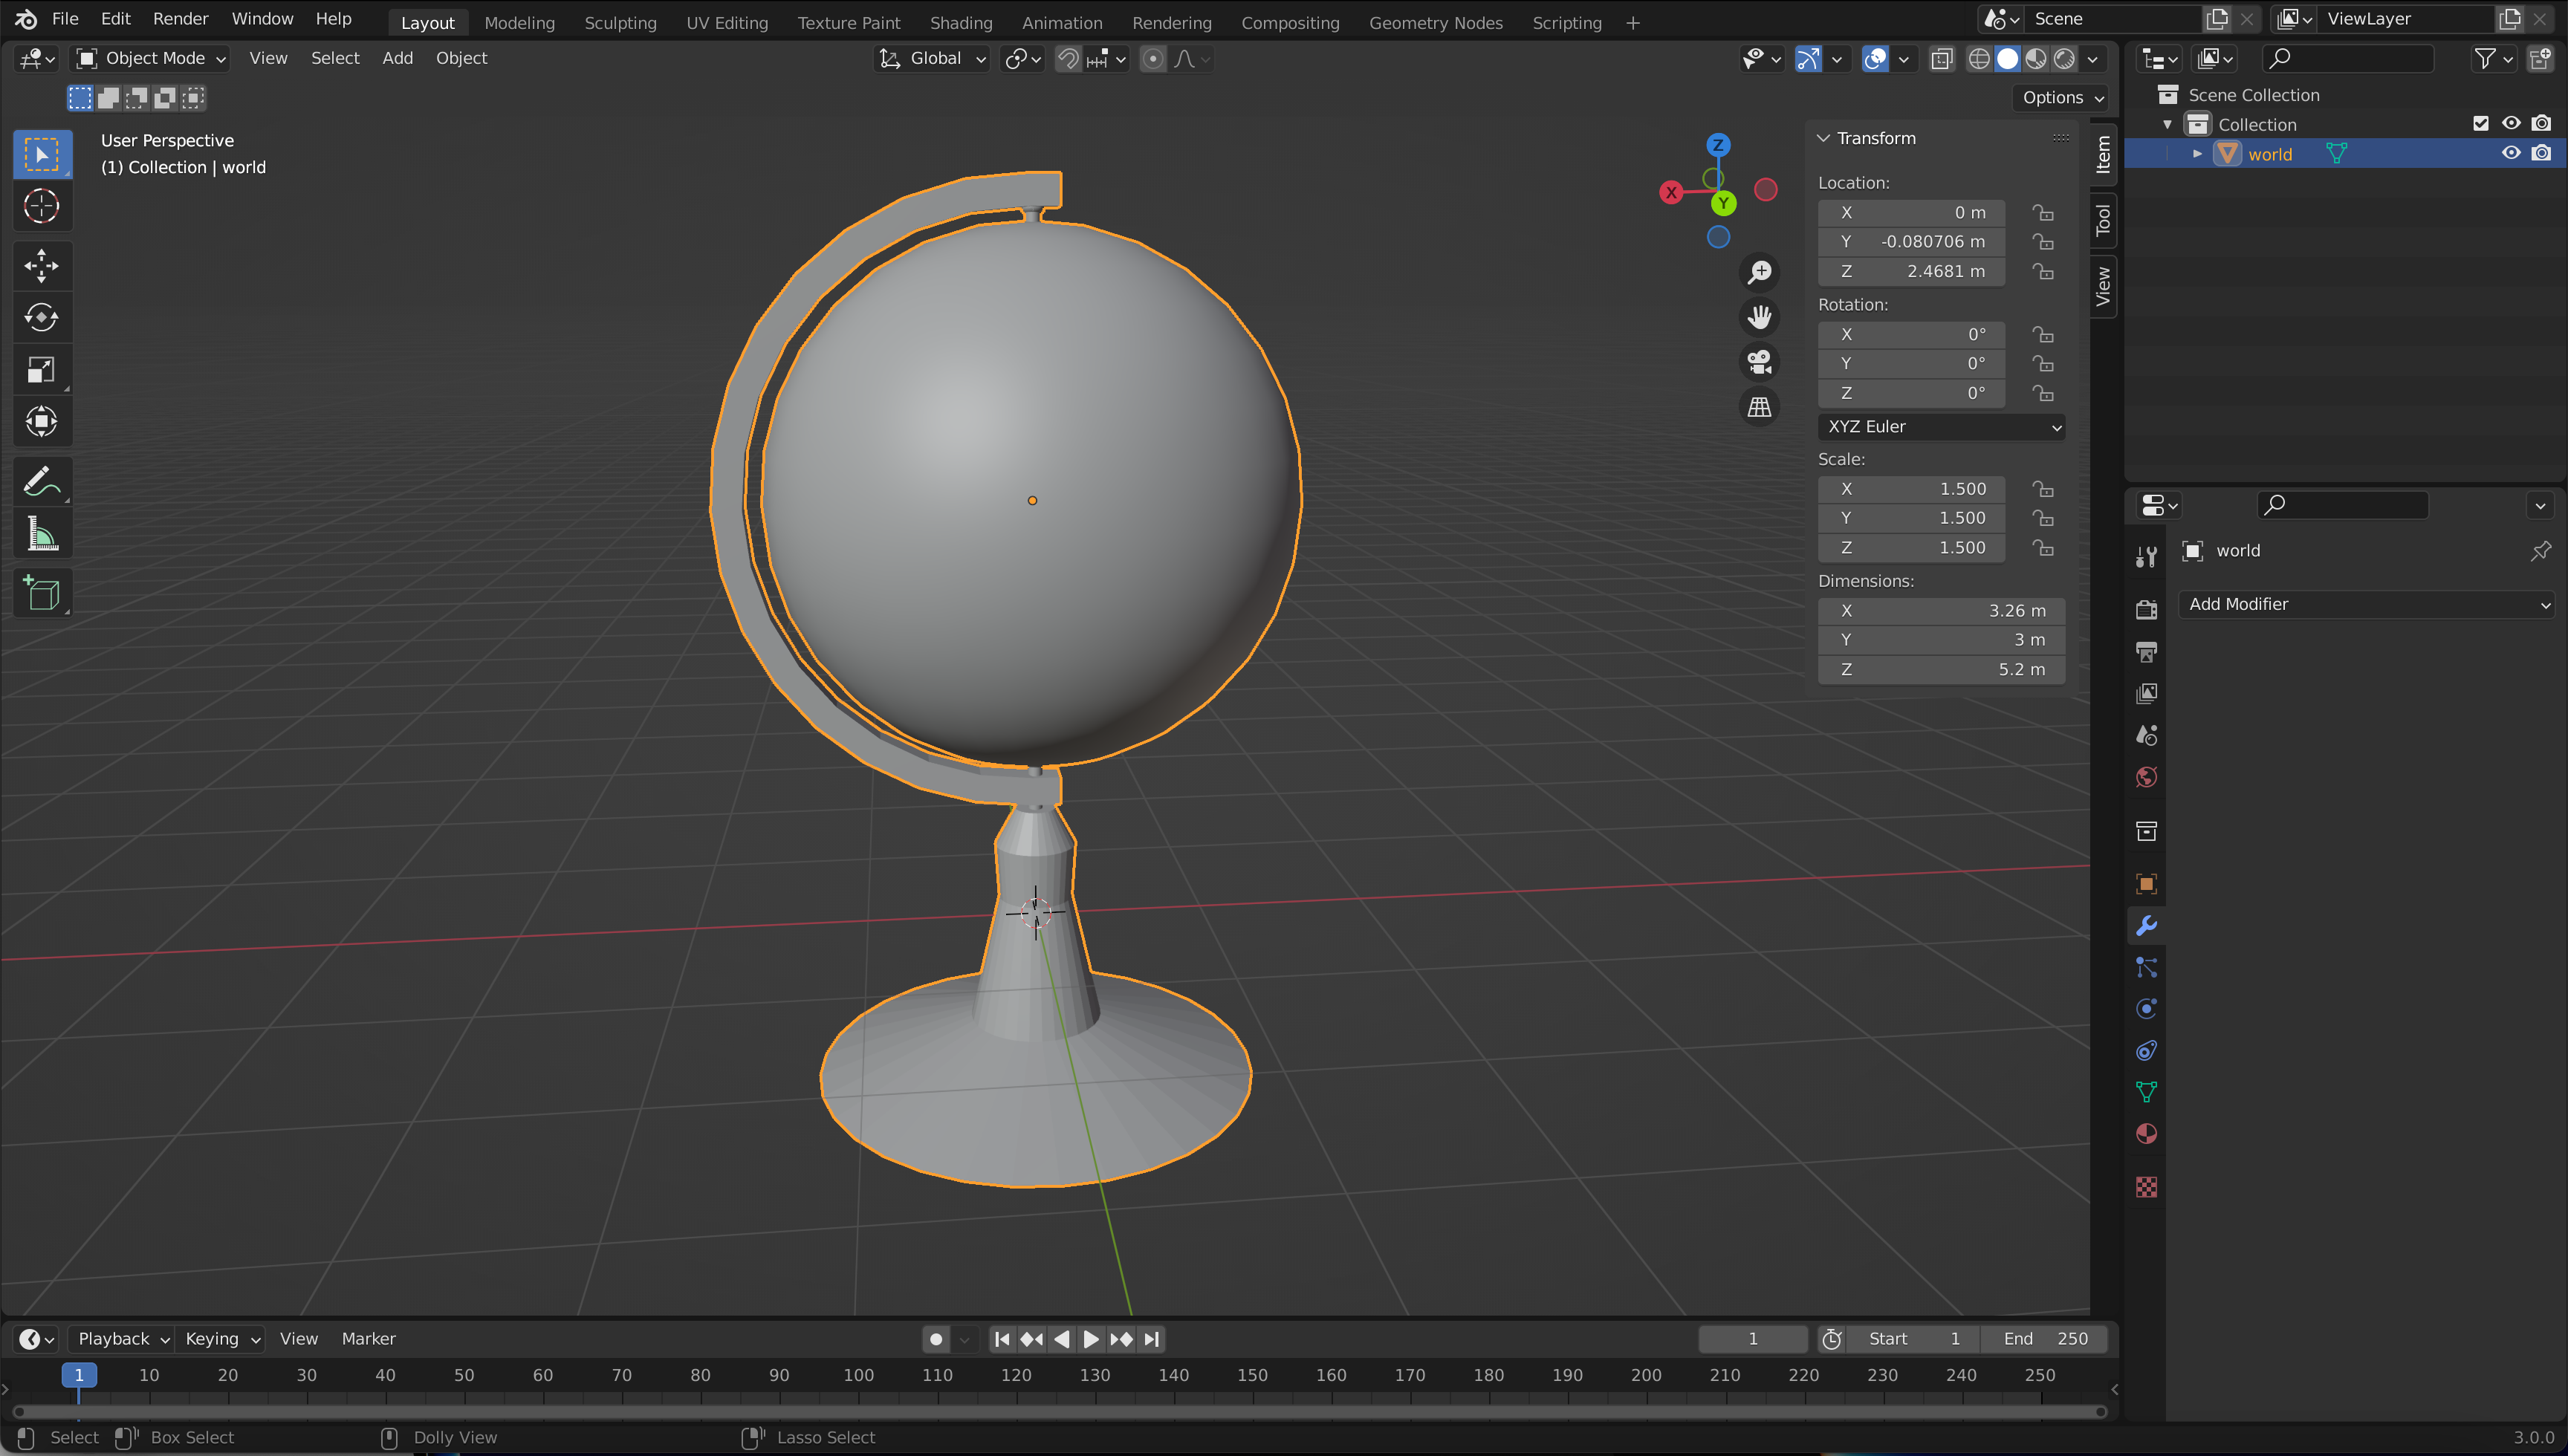 File Edit Render Window Help Layout Modeling Sculpting UV Editing Texture Paint Shading Animation Rendering Compositing Geometry Nodes Scripting + Scene ViewLayer
Object Mode View Select Add Object Global
Options
User Perspective
(1) Collection | world
Z
X
Y
Transform
Location:
X 0 m
Y -0.080706 m
Z 2.4681 m
Rotation:
X 0°
Y 0°
Z 0°
XYZ Euler
Scale:
X 1.500
Y 1.500
Z 1.500
Dimensions:
X 3.26 m
Y 3 m
Z 5.2 m
Item
Tool
View
Scene Collection
Collection
world
world
Add Modifier
Playback Keying View Marker 1 Start 1 End 250
1 10 20 30 40 50 60 70 80 90 100 110 120 130 140 150 160 170 180 190 200 210 220 230 240 250
Select Box Select Dolly View Lasso Select 3.0.0